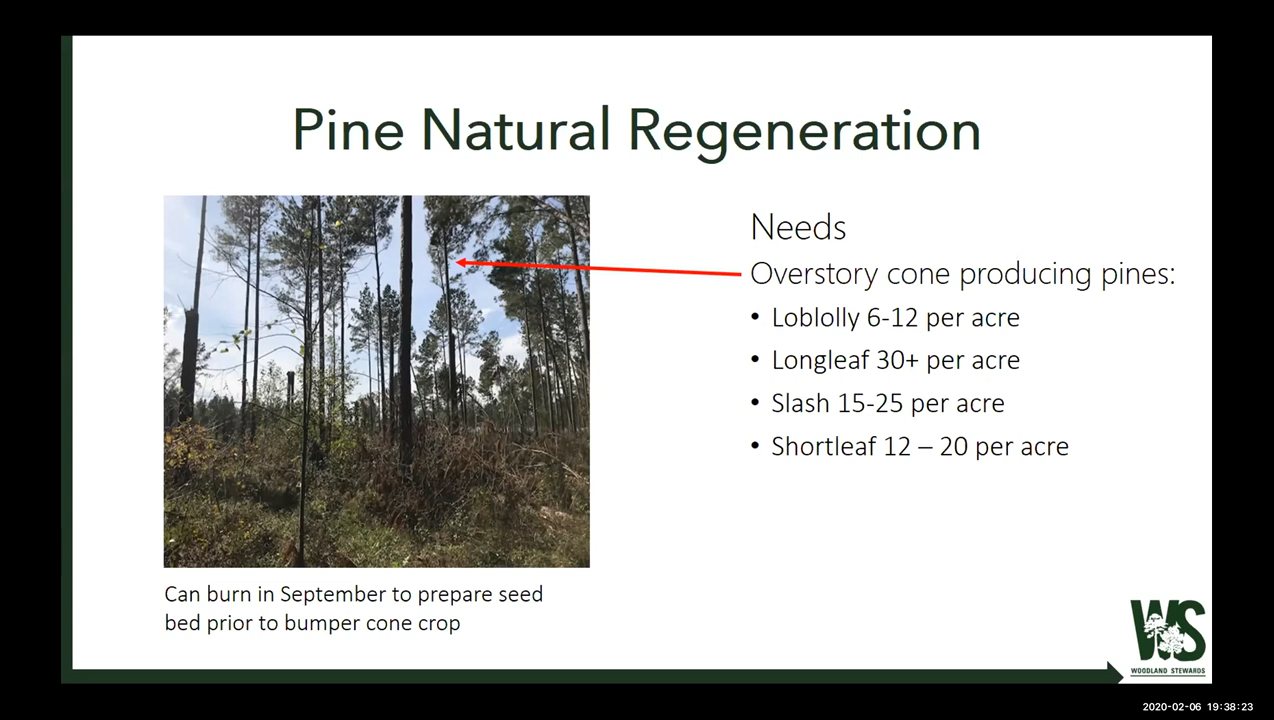 Pine Natural Regeneration
Needs
Overstory cone producing pines:
• Loblolly 6-12 per acre
• Longleaf 30+ per acre
• Slash 15-25 per acre
• Shortleaf 12 – 20 per acre
Can burn in September to prepare seed
bed prior to bumper cone crop
WS
WOODLAND STEWARDS
2020-02-06 19:38:23